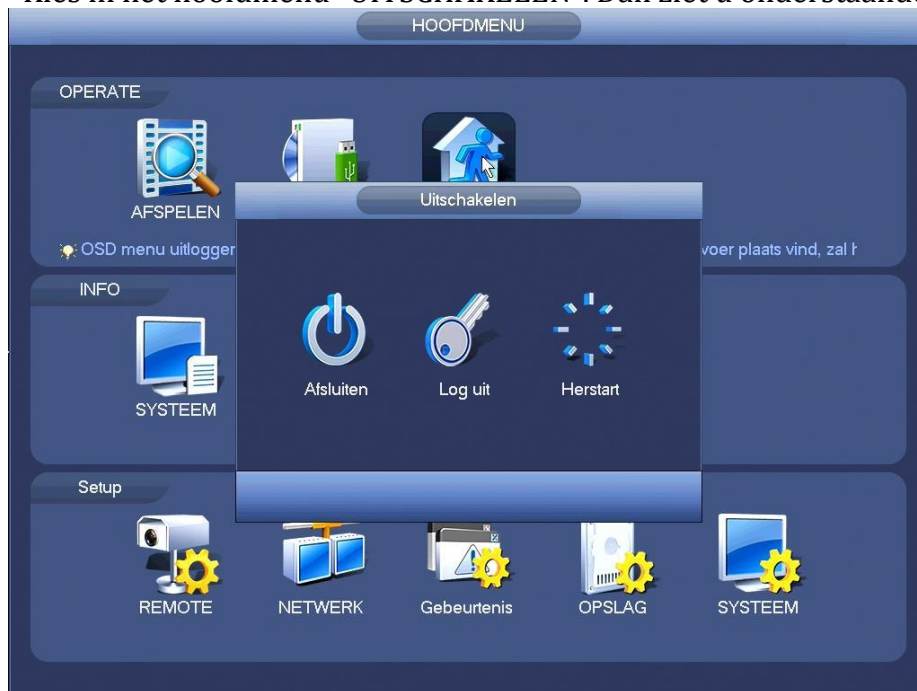 HOOFDMENU
OPERATE
AFSPELEN
Uitschakelen
OSD menu uitlogger
voer plaats vind, zal
INFO
SYSTEEM
Afsluiten
Log uit
Herstart
Setup
REMOTE
NETWERK
Gebeurtenis
OPSLAG
SYSTEEM